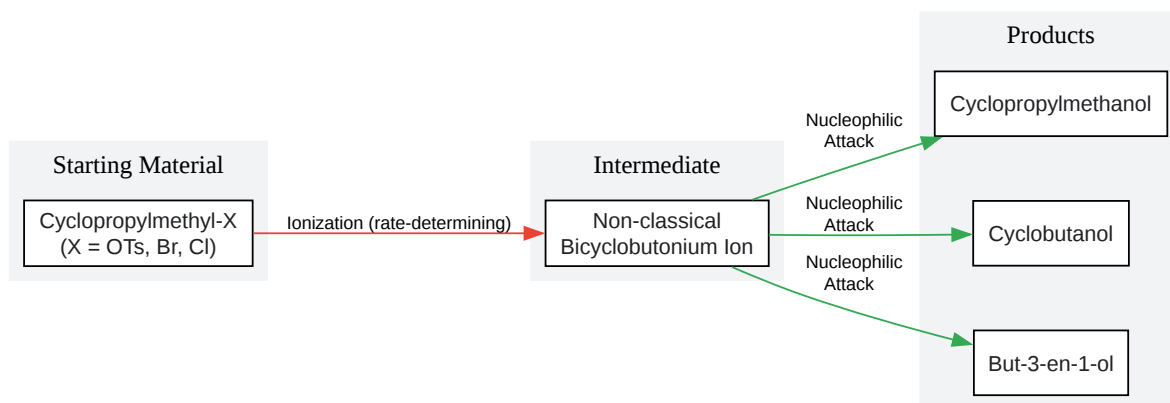 Starting Material
Cyclopropylmethyl-X
(X = OTs, Br, Cl)
Ionization (rate-determining)
Intermediate
Non-classical
Bicyclobutonium Ion
Nucleophilic
Attack
Nucleophilic
Attack
Nucleophilic
Attack
Products
Cyclopropylmethanol
Cyclobutanol
But-3-en-1-ol